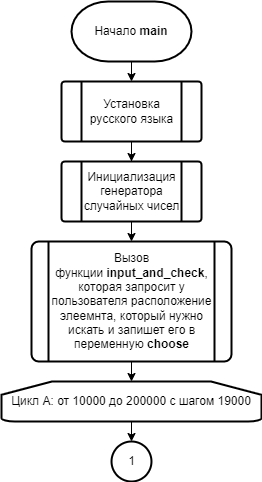 Начало main
Установка
русского языка
Инициализация
генератора
случайных чисел
Вызов
функции input_and_check,
которая запросит у
пользователя расположение
элеемнта, который нужно
искать и запишет его в
переменную choose
Цикл А: от 10000 до 200000 с шагом 19000
1